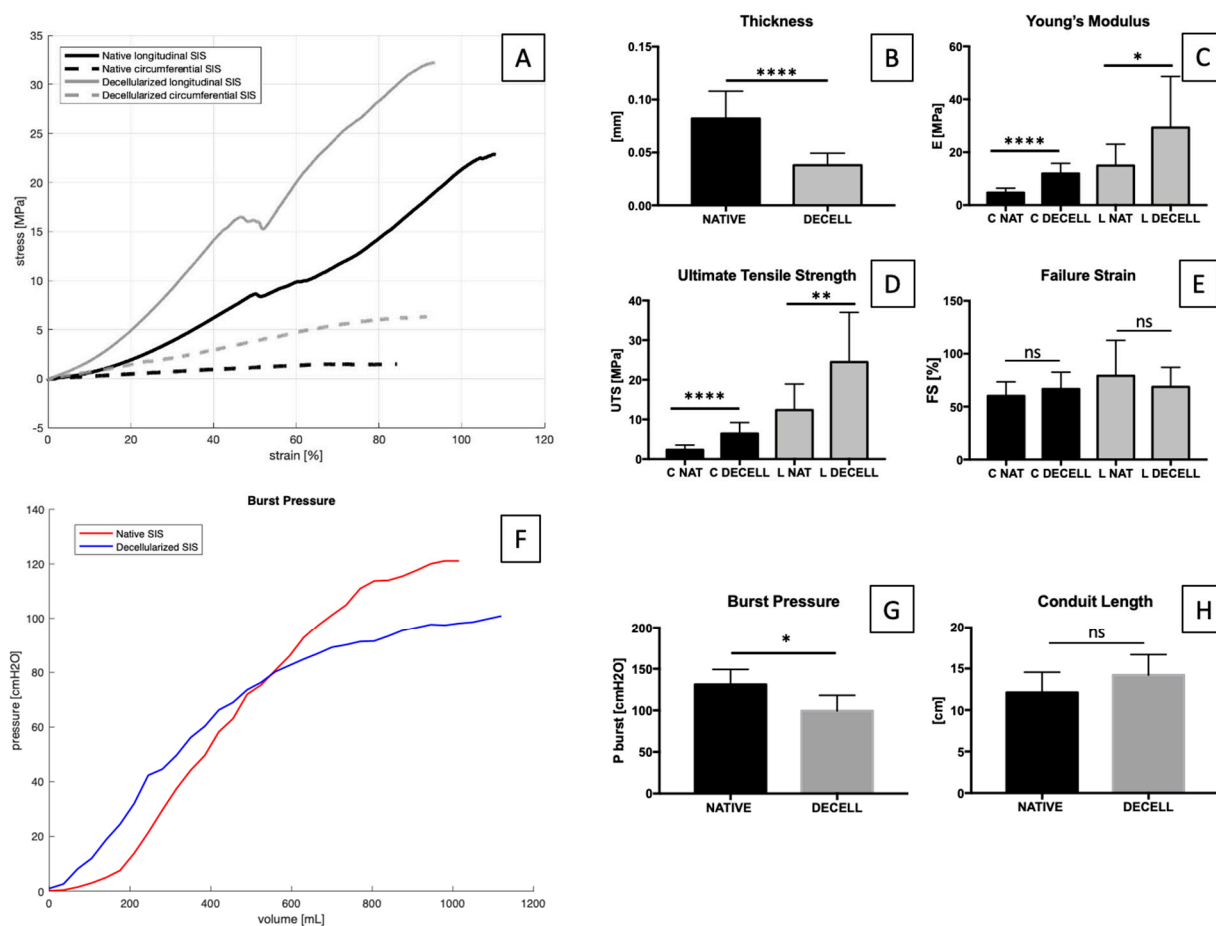 A
Native longitudinal SIS
Native circumferential SIS
Decellularized longitudinal SIS
Decellularized circumferential SIS
35
30
25
20
15
10
5
0
-5
stress [MPa]
0 20 40 60 80 100 120
strain [%]
Thickness
B
0.15
0.10
0.05
0.00
[mm]
****
NATIVE DECELL
Young's Modulus
C
60
40
20
0
E [MPa]
****
*
C NAT C DECELL L NAT L DECELL
Ultimate Tensile Strength
D
40
30
20
10
0
UTS [MPa]
****
**
C NAT C DECELL L NAT L DECELL
Failure Strain
E
150
100
50
0
FS [%]
ns
ns
C NAT C DECELL L NAT L DECELL
Burst Pressure
F
Native SIS
Decellularized SIS
140
120
100
80
60
40
20
0
pressure [cmH2O]
0 200 400 600 800 1000 1200
volume [mL]
Burst Pressure
G
200
150
100
50
0
P burst [cmH2O]
*
NATIVE DECELL
Conduit Length
H
20
15
10
5
0
[cm]
ns
NATIVE DECELL